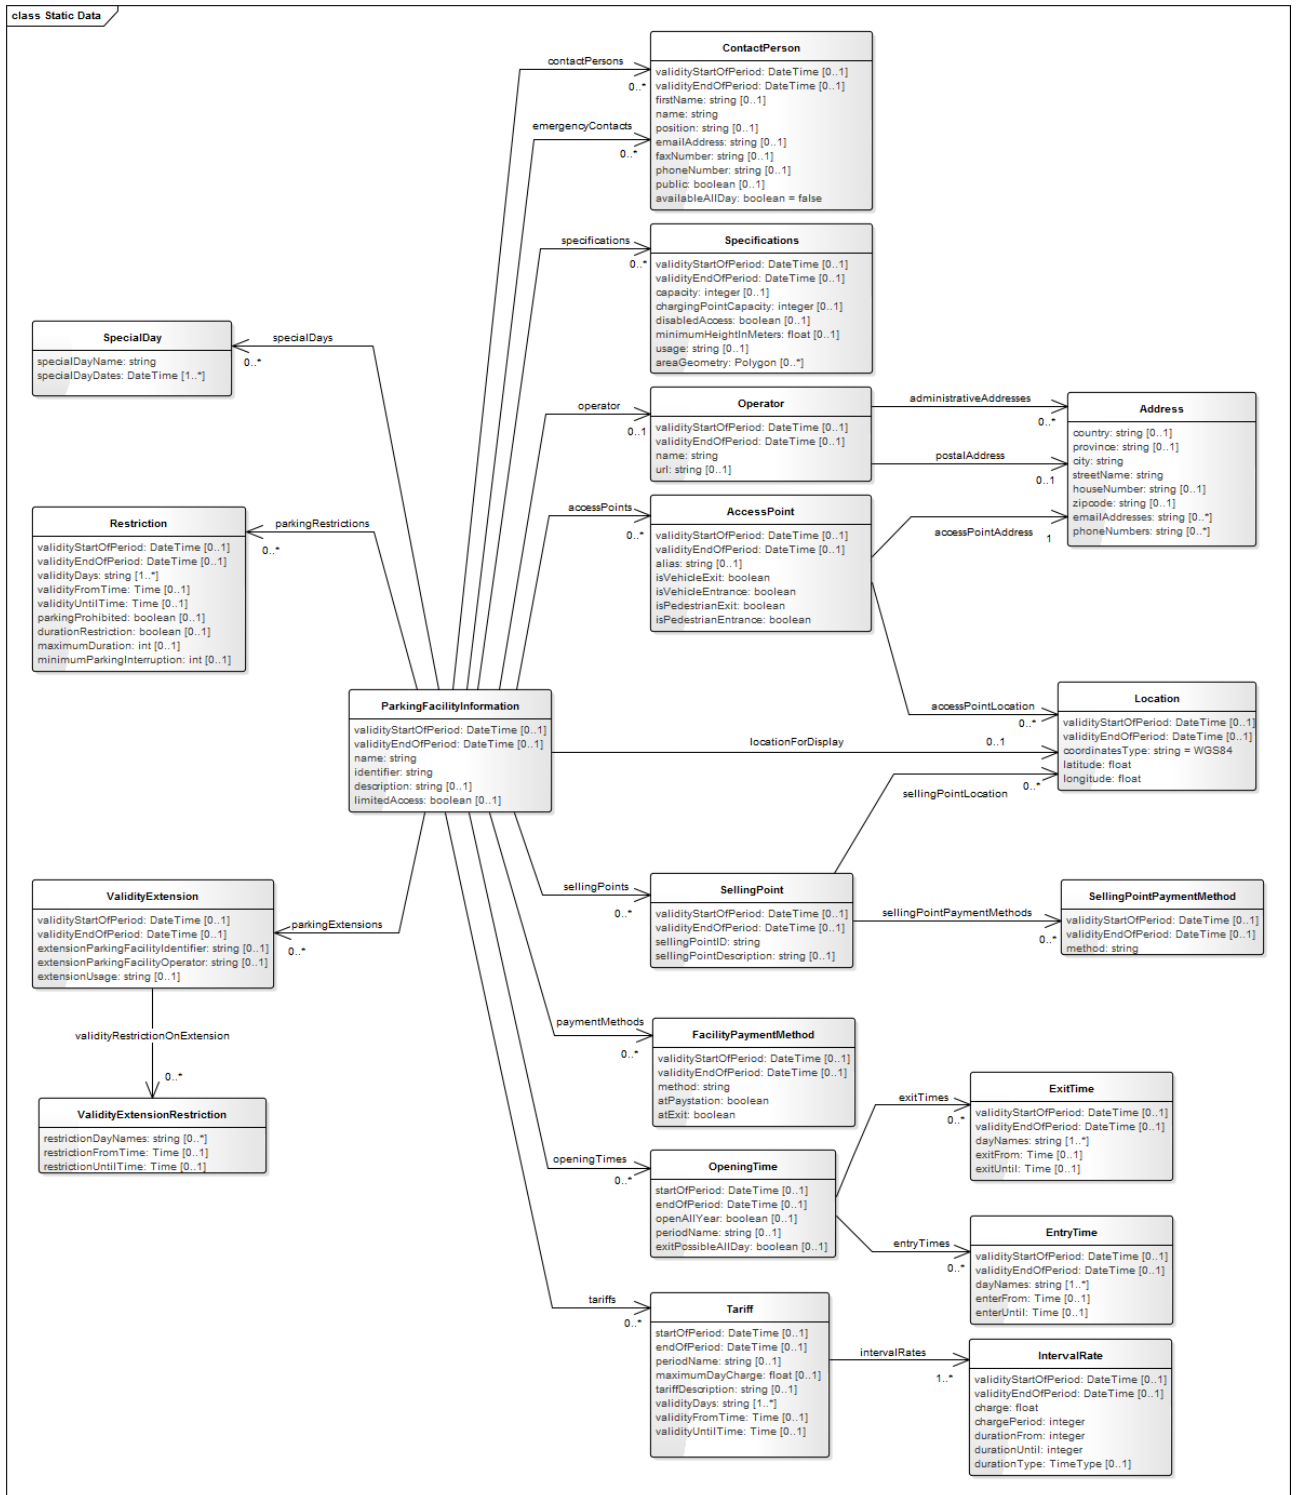 class Static Data
ContactPerson
validityStartOfPeriod: DateTime [0..1]
validityEndOfPeriod: DateTime [0..1]
firstName: string [0..1]
name: string
position: string [0..1]
emailAddress: string [0..1]
faxNumber: string [0..1]
phoneNumber: string [0..1]
public: boolean [0..1]
availableAllDay: boolean = false
contactPersons
0..*
emergencyContacts
0..*
Specifications
validityStartOfPeriod: DateTime [0..1]
validityEndOfPeriod: DateTime [0..1]
capacity: integer [0..1]
chargingPointCapacity: integer [0..1]
disabledAccess: boolean [0..1]
minimumHeightInMeters: float [0..1]
usage: string [0..1]
areaGeometry: Polygon [0..*]
specifications
0..*
SpecialDay
specialDayName: string
specialDayDates: DateTime [1..*]
specialDays
0..*
Operator
validityStartOfPeriod: DateTime [0..1]
validityEndOfPeriod: DateTime [0..1]
name: string
url: string [0..1]
operator
0..1
administrativeAddresses
0..*
postalAddress
0..1
Address
country: string [0..1]
province: string [0..1]
city: string
streetName: string
houseNumber: string [0..1]
zipcode: string [0..1]
emailAddresses: string [0..*]
phoneNumbers: string [0..*]
AccessPoint
validityStartOfPeriod: DateTime [0..1]
validityEndOfPeriod: DateTime [0..1]
alias: string [0..1]
isVehicleExit: boolean
isVehicleEntrance: boolean
isPedestrianExit: boolean
isPedestrianEntrance: boolean
accessPoints
0..*
accessPointAddress
1
Restriction
validityStartOfPeriod: DateTime [0..1]
validityEndOfPeriod: DateTime [0..1]
validityDays: string [1..*]
validityFromTime: Time [0..1]
validityUntilTime: Time [0..1]
parkingProhibited: boolean [0..1]
durationRestriction: boolean [0..1]
maximumDuration: int [0..1]
minimumParkingInterruption: int [0..1]
parkingRestrictions
0..*
ParkingFacilityInformation
validityStartOfPeriod: DateTime [0..1]
validityEndOfPeriod: DateTime [0..1]
name: string
identifier: string
description: string [0..1]
limitedAccess: boolean [0..1]
accessPointLocation
0..*
locationForDisplay
0..1
sellingPointLocation
0..*
Location
validityStartOfPeriod: DateTime [0..1]
validityEndOfPeriod: DateTime [0..1]
coordinatesType: string = WGS84
latitude: float
longitude: float
ValidityExtension
validityStartOfPeriod: DateTime [0..1]
validityEndOfPeriod: DateTime [0..1]
extensionParkingFacilityIdentifier: string [0..1]
extensionParkingFacilityOperator: string [0..1]
extensionUsage: string [0..1]
parkingExtensions
0..*
validityRestrictionOnExtension
0..*
ValidityExtensionRestriction
restrictionDayNames: string [0..*]
restrictionFromTime: Time [0..1]
restrictionUntilTime: Time [0..1]
SellingPoint
validityStartOfPeriod: DateTime [0..1]
validityEndOfPeriod: DateTime [0..1]
sellingPointID: string
sellingPointDescription: string [0..1]
sellingPoints
0..*
sellingPointPaymentMethods
0..*
SellingPointPaymentMethod
validityStartOfPeriod: DateTime [0..1]
validityEndOfPeriod: DateTime [0..1]
method: string
FacilityPaymentMethod
validityStartOfPeriod: DateTime [0..1]
validityEndOfPeriod: DateTime [0..1]
method: string
atPaystation: boolean
atExit: boolean
paymentMethods
0..*
OpeningTime
startOfPeriod: DateTime [0..1]
endOfPeriod: DateTime [0..1]
openAllYear: boolean [0..1]
periodName: string [0..1]
exitPossibleAllDay: boolean [0..1]
openingTimes
0..*
exitTimes
0..*
ExitTime
validityStartOfPeriod: DateTime [0..1]
validityEndOfPeriod: DateTime [0..1]
dayNames: string [1..*]
exitFrom: Time [0..1]
exitUntil: Time [0..1]
entryTimes
0..*
EntryTime
validityStartOfPeriod: DateTime [0..1]
validityEndOfPeriod: DateTime [0..1]
dayNames: string [1..*]
enterFrom: Time [0..1]
enterUntil: Time [0..1]
Tariff
startOfPeriod: DateTime [0..1]
endOfPeriod: DateTime [0..1]
periodName: string [0..1]
maximumDayCharge: float [0..1]
tariffDescription: string [0..1]
validityDays: string [1..*]
validityFromTime: Time [0..1]
validityUntilTime: Time [0..1]
tariffs
0..*
intervalRates
1..*
IntervalRate
validityStartOfPeriod: DateTime [0..1]
validityEndOfPeriod: DateTime [0..1]
charge: float
chargePeriod: integer
durationFrom: integer
durationUntil: integer
durationType: TimeType [0..1]